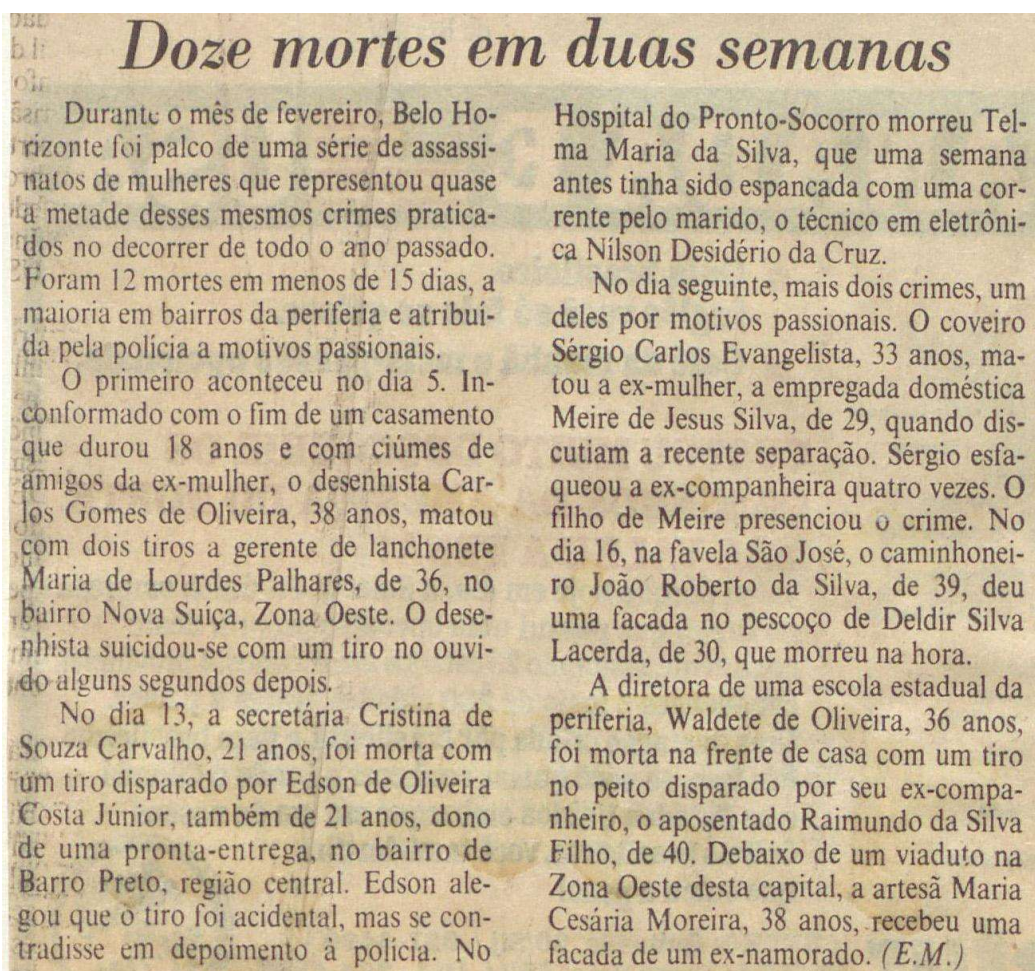 Doze mortes em duas semanas
Durante o mês de fevereiro, Belo Ho-
rizonte foi palco de uma série de assassi-
natos de mulheres que representou quase
a metade desses mesmos crimes pratica-
dos no decorrer de todo o ano passado.
Foram 12 mortes em menos de 15 dias, a
maioria em bairros da periferia e atribuí-
da pela polícia a motivos passionais.
O primeiro aconteceu no dia 5. In-
conformado com o fim de um casamento
que durou 18 anos e com ciúmes de
amigos da ex-mulher, o desenhista Car-
los Gomes de Oliveira, 38 anos, matou
com dois tiros a gerente de lanchonete
Maria de Lourdes Palhares, de 36, no
bairro Nova Suíça, Zona Oeste. O dese-
nhista suicidou-se com um tiro no ouvi-
do alguns segundos depois.
No dia 13, a secretária Cristina de
Souza Carvalho, 21 anos, foi morta com
um tiro disparado por Edson de Oliveira
Costa Júnior, também de 21 anos, dono
de uma pronta-entrega, no bairro de
Barro Preto, região central. Edson ale-
gou que o tiro foi acidental, mas se con-
tradisse em depoimento à polícia. No
Hospital do Pronto-Socorro morreu Tel-
ma Maria da Silva, que uma semana
antes tinha sido espancada com uma cor-
rente pelo marido, o técnico em eletrôni-
ca Nílson Desidério da Cruz.
No dia seguinte, mais dois crimes, um
deles por motivos passionais. O coveiro
Sérgio Carlos Evangelista, 33 anos, ma-
tou a ex-mulher, a empregada doméstica
Meire de Jesus Silva, de 29, quando dis-
cutiam a recente separação. Sérgio esfa-
queou a ex-companheira quatro vezes. O
filho de Meire presenciou o crime. No
dia 16, na favela São José, o caminhonei-
ro João Roberto da Silva, de 39, deu
uma facada no pescoço de Deldir Silva
Lacerda, de 30, que morreu na hora.
A diretora de uma escola estadual da
periferia, Waldete de Oliveira, 36 anos,
foi morta na frente de casa com um tiro
no peito disparado por seu ex-compa-
nheiro, o aposentado Raimundo da Silva
Filho, de 40. Debaixo de um viaduto na
Zona Oeste desta capital, a artesã Maria
Cesária Moreira, 38 anos, recebeu uma
facada de um ex-namorado. (E.M.)